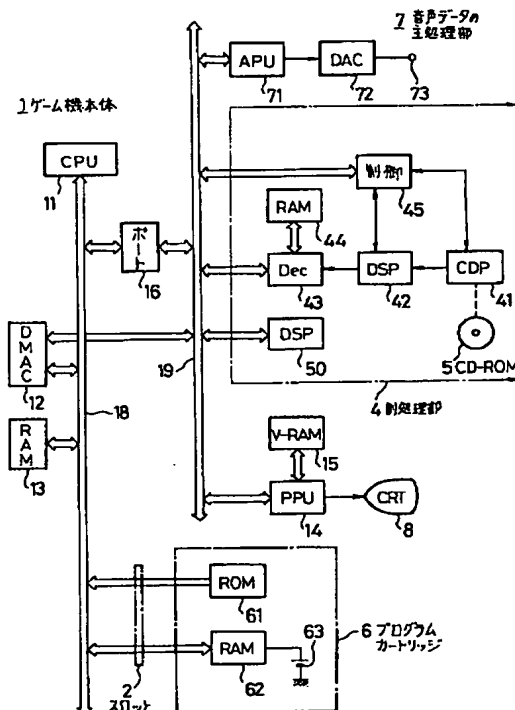 7 音声データの
主処理部
APU
71
DAC
72
73
1 ゲーム機本体
CPU
11
制御
45
RAM
44
ポート
16
Dec
43
DSP
42
CDP
41
5 CD-ROM
DMAC
12
18
19
DSP
50
4 副処理部
RAM
13
V-RAM
15
PPU
14
CRT
8
ROM
61
RAM
62
63
6 プログラム
カートリッジ
2
スロット